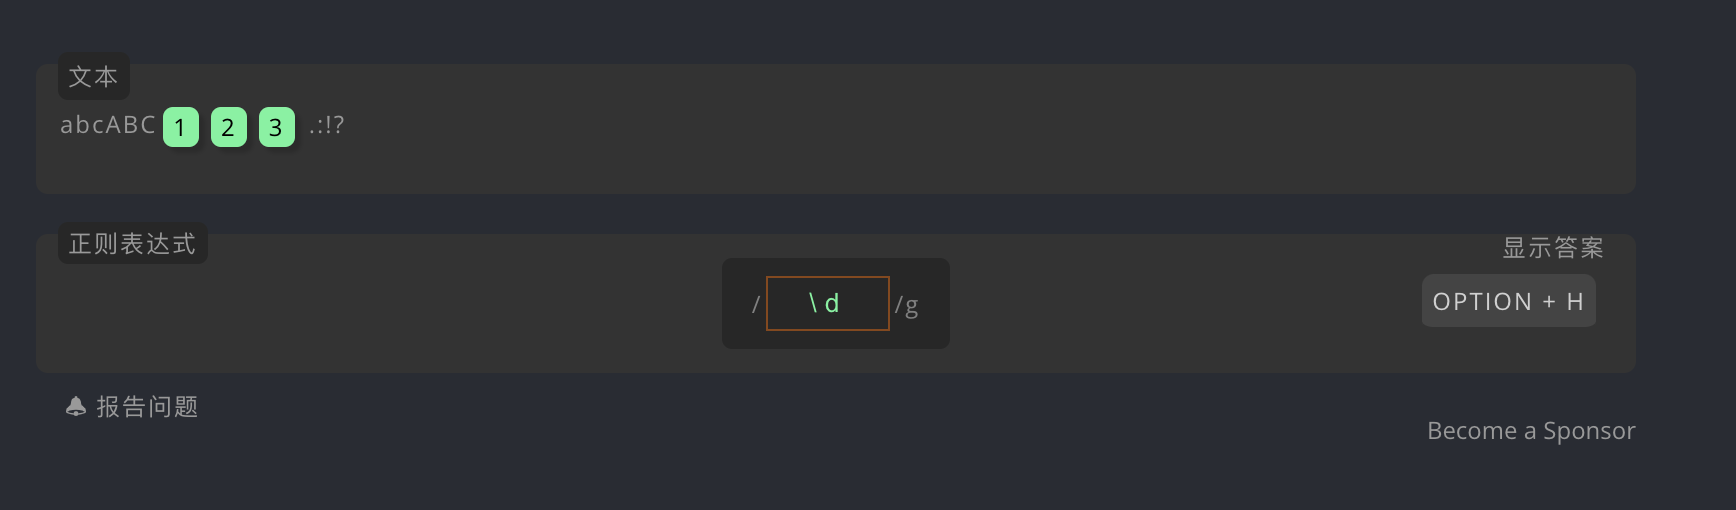 文本
abcABC 1 2 3 .:!?
正则表达式
显示答案
/ \d /g
OPTION + H
报告问题
Become a Sponsor